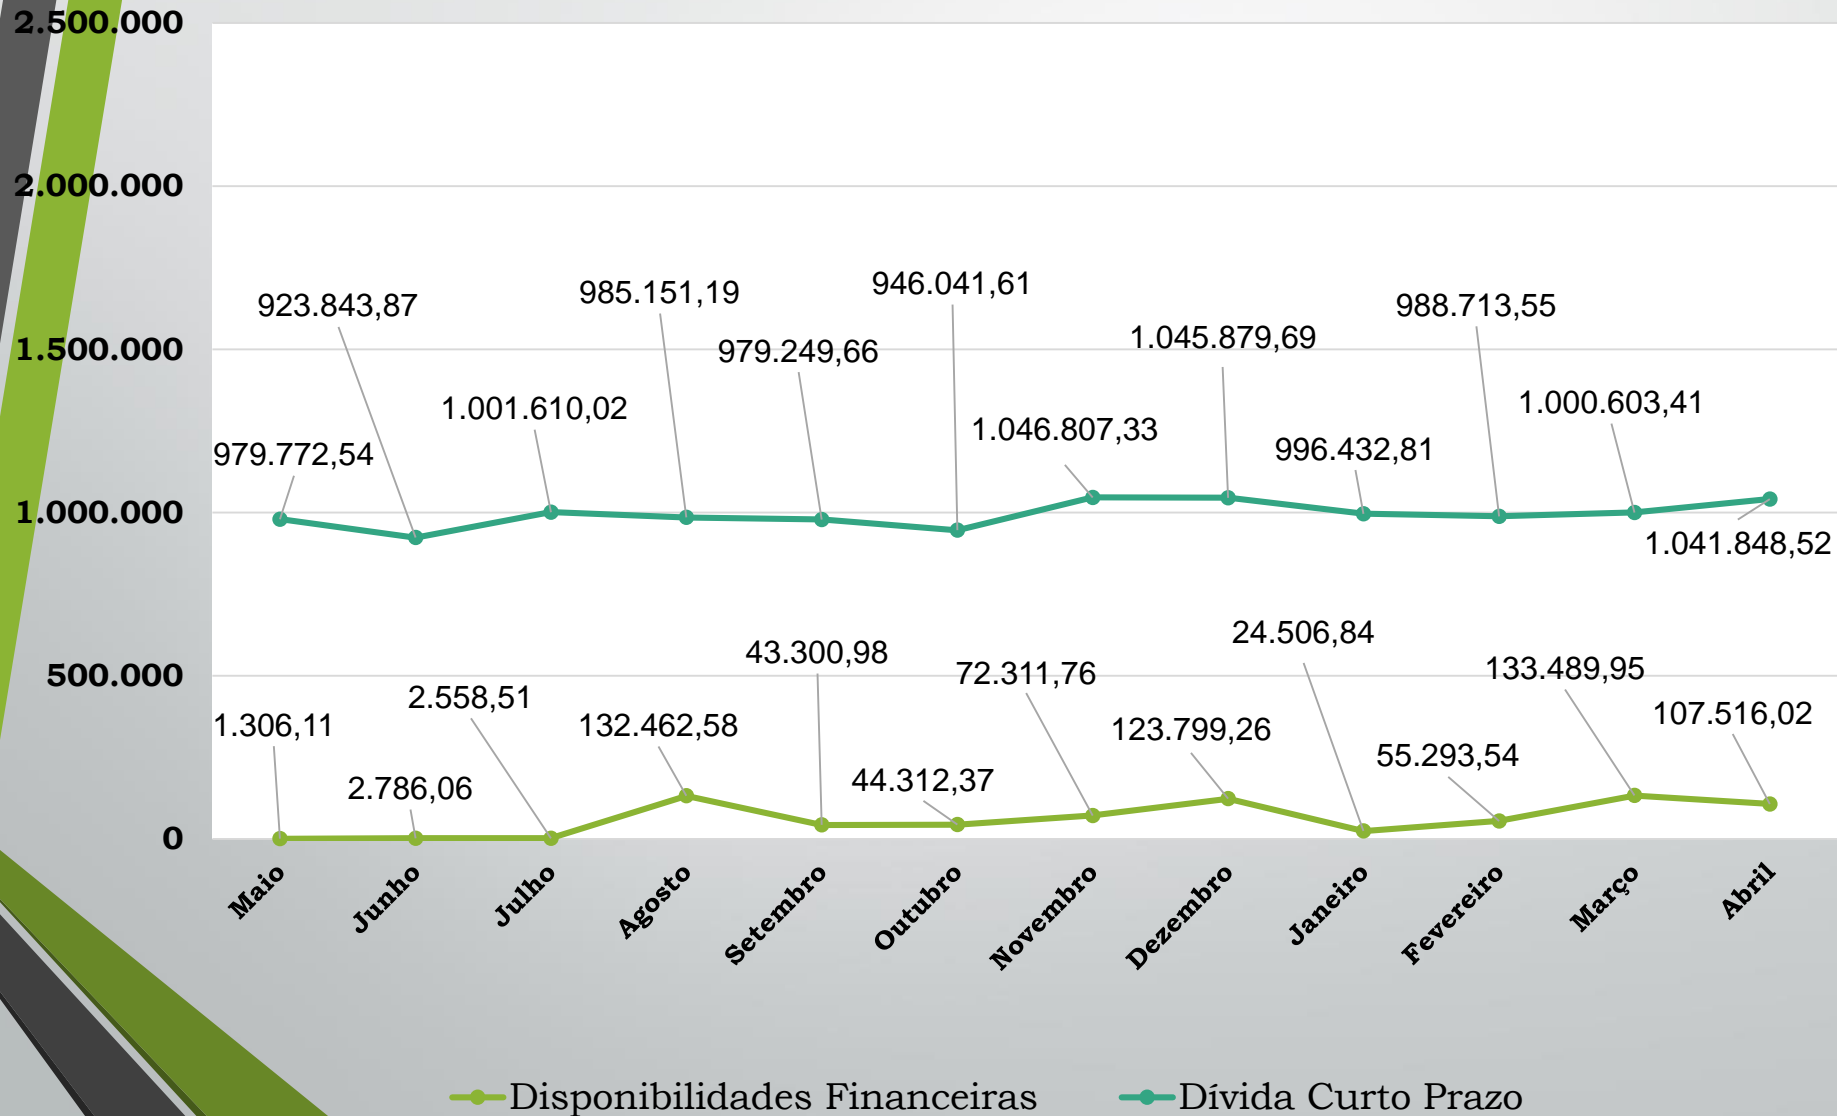 2.500.000
2.000.000
1.500.000
1.000.000
500.000
0
979.772,54
923.843,87
1.001.610,02
985.151,19
979.249,66
946.041,61
1.046.807,33
1.045.879,69
996.432,81
988.713,55
1.000.603,41
1.041.848,52
1.306,11
2.786,06
2.558,51
132.462,58
43.300,98
44.312,37
72.311,76
123.799,26
24.506,84
55.293,54
133.489,95
107.516,02
Maio
Junho
Julho
Agosto
Setembro
Outubro
Novembro
Dezembro
Janeiro
Fevereiro
Março
Abril
Disponibilidades Financeiras
Dívida Curto Prazo